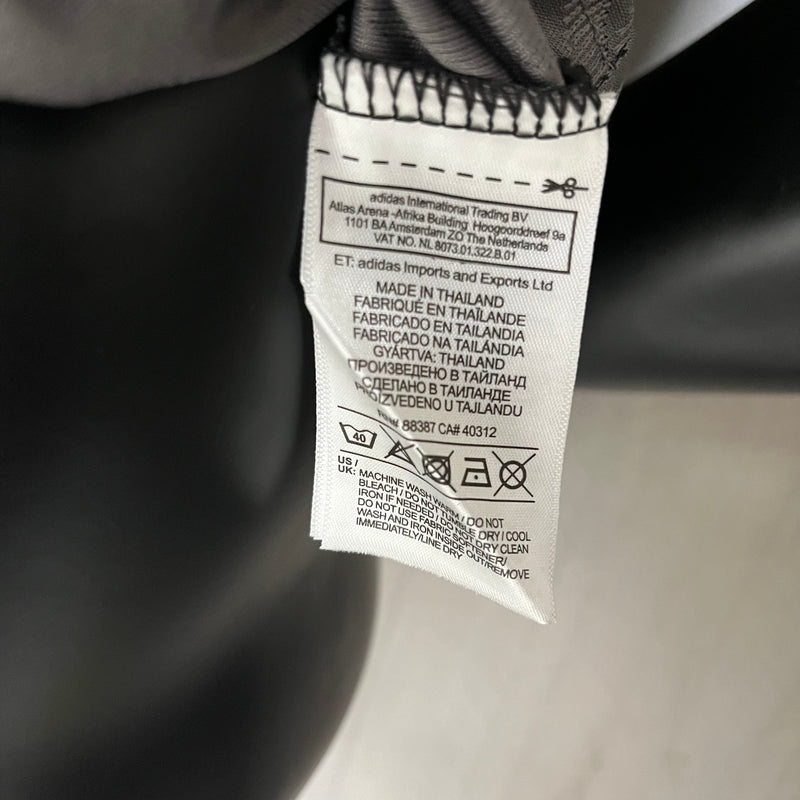 adidas International Trading BV
Atlas Arena -Afrika Building Hoogoorddreef 9a
1101 BA Amsterdam ZO The Netherlands
VAT NO. NL 8073.01.322.B.01
ET: adidas Imports and Exports Ltd
MADE IN THAILAND
FABRIQUÉ EN THAÏLANDE
FABRICADO EN TAILANDIA
FABRICADO NA TAILÂNDIA
GYÁRTVA: THAILAND
ПРОИЗВЕДЕНО В ТАЙЛАНД
СДЕЛАНО В ТАИЛАНДЕ
PROIZVEDENO U TAJLANDU
RN# 88387 CA# 40312
40
US /
UK: MACHINE WASH WARM / DO NOT
BLEACH / DO NOT TUMBLE DRY / COOL
IRON IF NEEDED / DO NOT DRY CLEAN
DO NOT USE FABRIC SOFTENER/
WASH AND IRON INSIDE OUT/REMOVE
IMMEDIATELY/LINE DRY